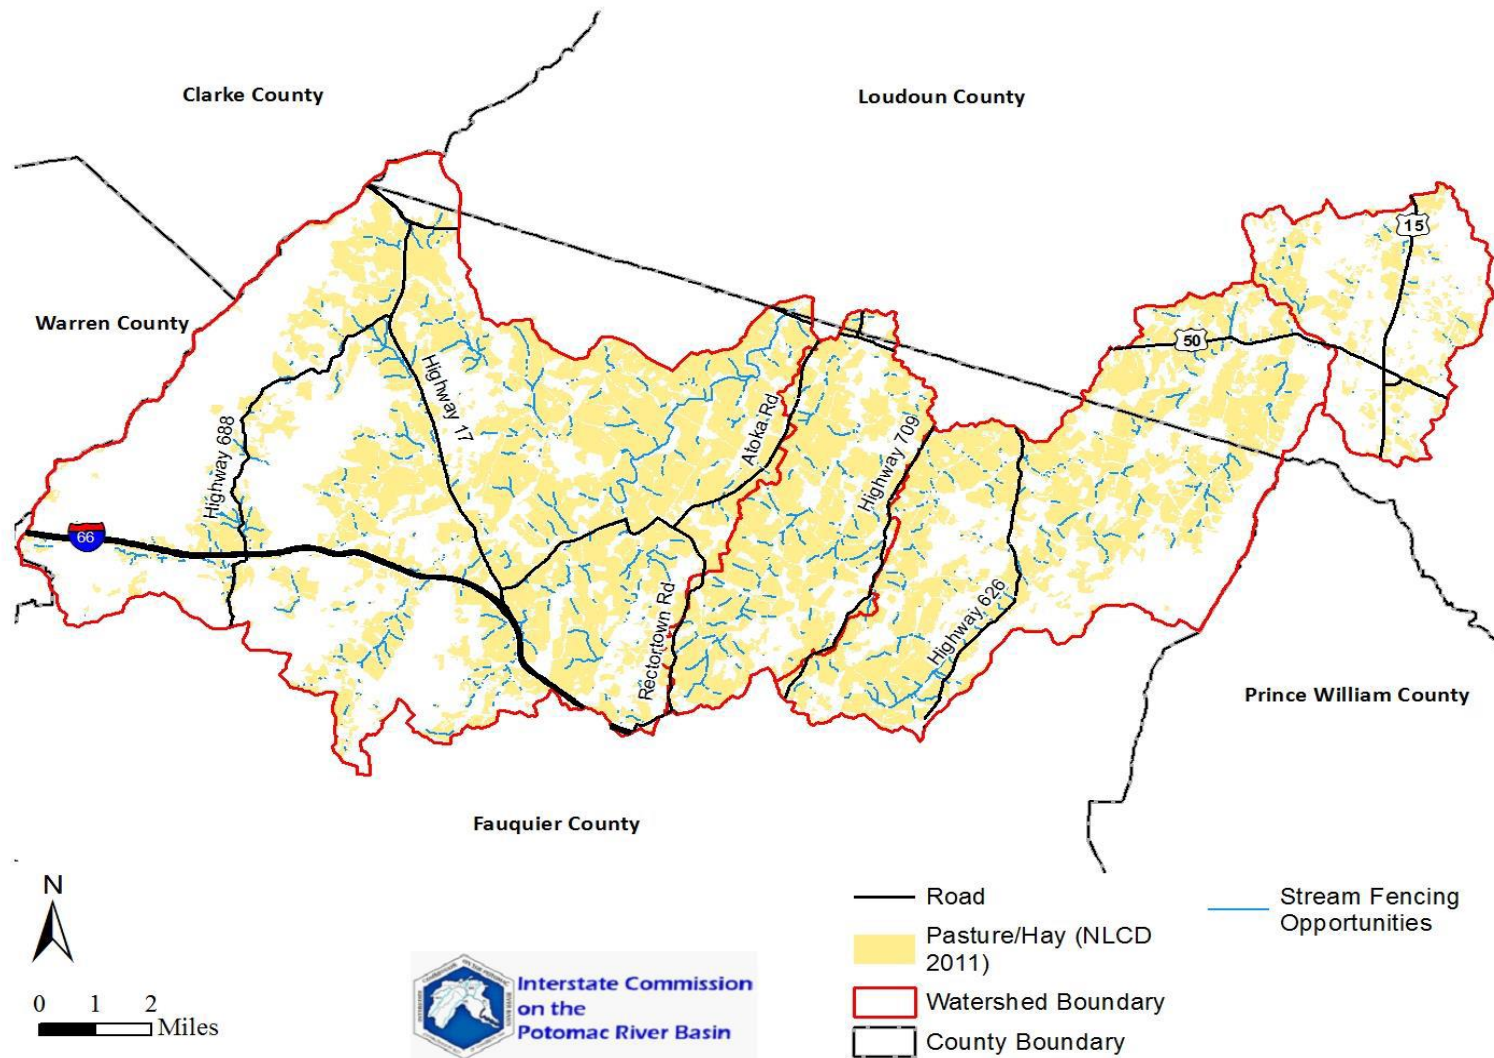 Clarke County
Loudoun County
15
Warren County
50
Highway 17
Atoka Rd
Highway 688
Highway 709
66
Highway 626
Rectortown Rd
Prince William County
Fauquier County
N
0 1 2
Miles
Road
Pasture/Hay (NLCD
2011)
Watershed Boundary
County Boundary
Stream Fencing
Opportunities
Interstate Commission
on the
Potomac River Basin